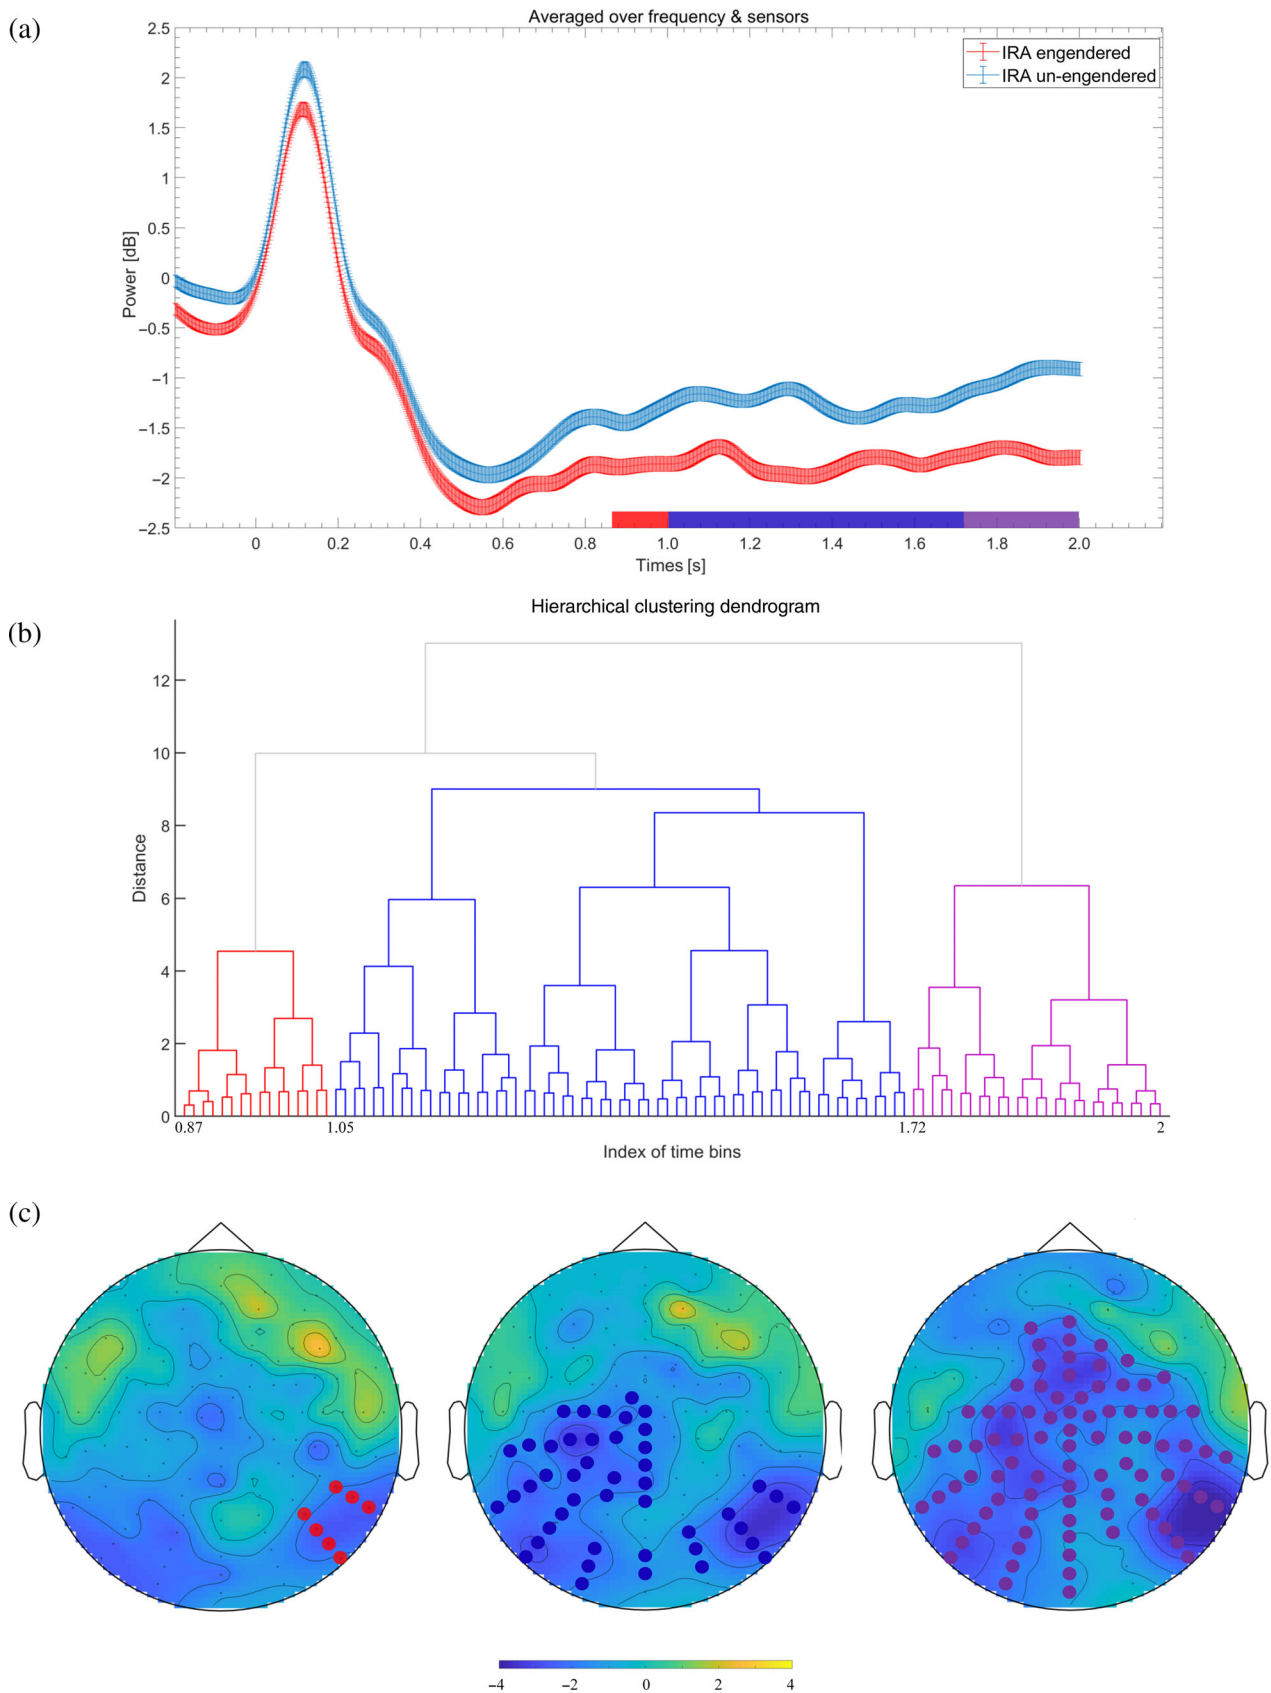 (a)
Averaged over frequency & sensors
IRA engendered
IRA un-engendered
2.5
2
1.5
1
0.5
0
−0.5
−1
−1.5
−2
−2.5
Power [dB]
0 0.2 0.4 0.6 0.8 1.0 1.2 1.4 1.6 1.8 2.0
Times [s]
(b)
Hierarchical clustering dendrogram
12
10
8
6
4
2
0
Distance
0.87 1.05 1.72 2
Index of time bins
(c)
−4 −2 0 2 4